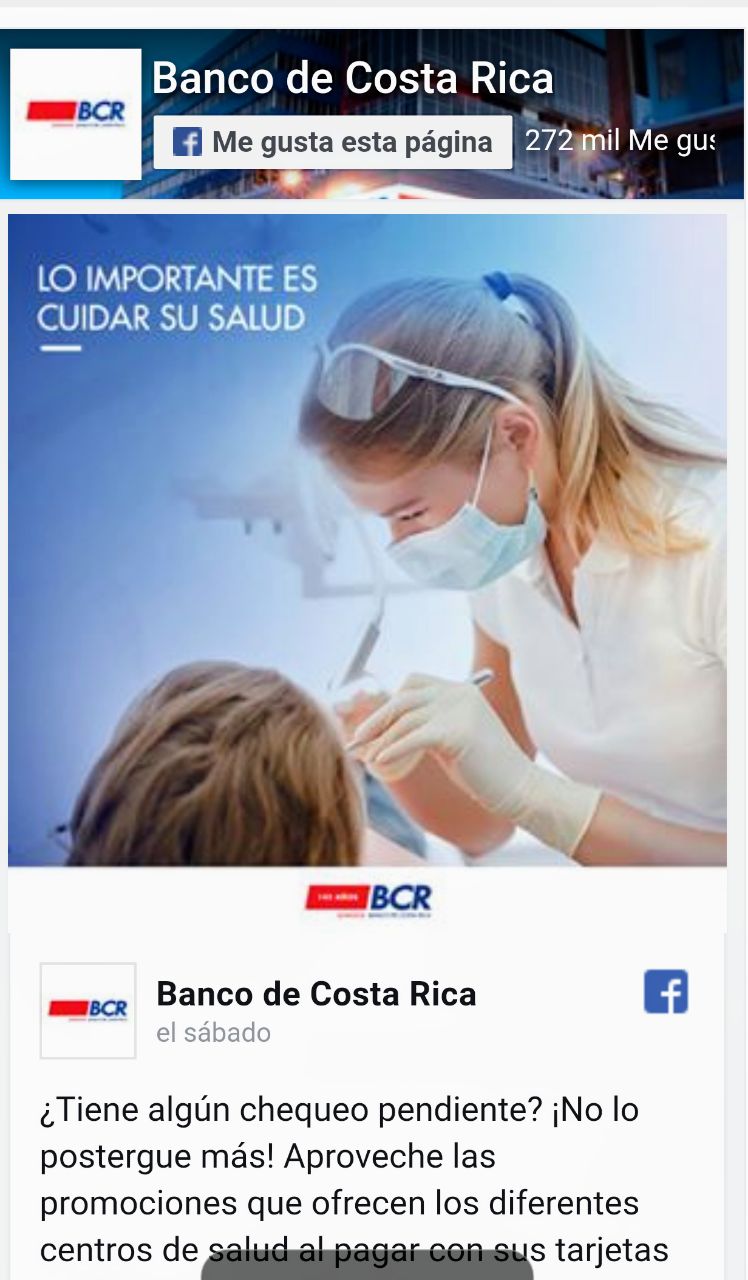 BCR
Banco de Costa Rica
Me gusta esta página
272 mil Me gus
LO IMPORTANTE ES
CUIDAR SU SALUD
BCR
BCR
Banco de Costa Rica
el sábado
¿Tiene algún chequeo pendiente? ¡No lo
postergue más! Aproveche las
promociones que ofrecen los diferentes
centros de salud al pagar con sus tarjetas